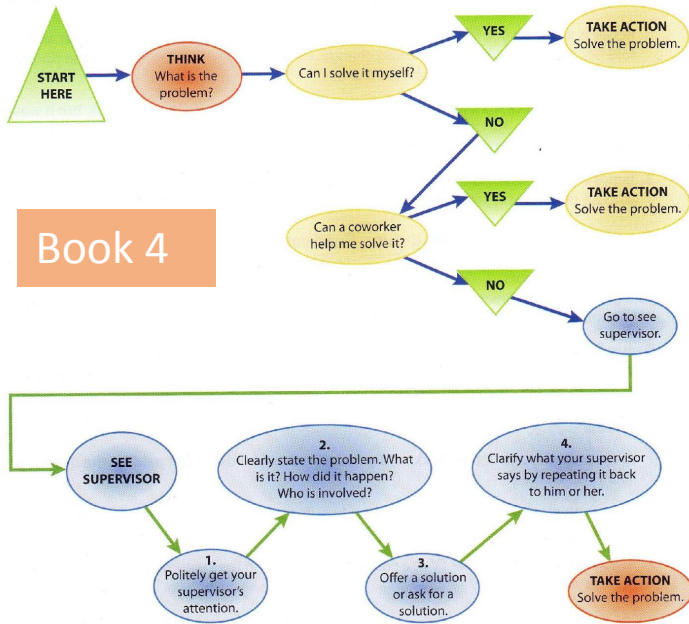 START
HERE
THINK
What is the
problem?
Can I solve it myself?
YES
TAKE ACTION
Solve the problem.
NO
Can a coworker
help me solve it?
YES
TAKE ACTION
Solve the problem.
NO
Go to see
supervisor.
Book 4
SEE
SUPERVISOR
1.
Politely get your
supervisor's
attention.
2.
Clearly state the problem. What
is it? How did it happen?
Who is involved?
3.
Offer a solution
or ask for a
solution.
4.
Clarify what your supervisor
says by repeating it back
to him or her.
TAKE ACTION
Solve the problem.